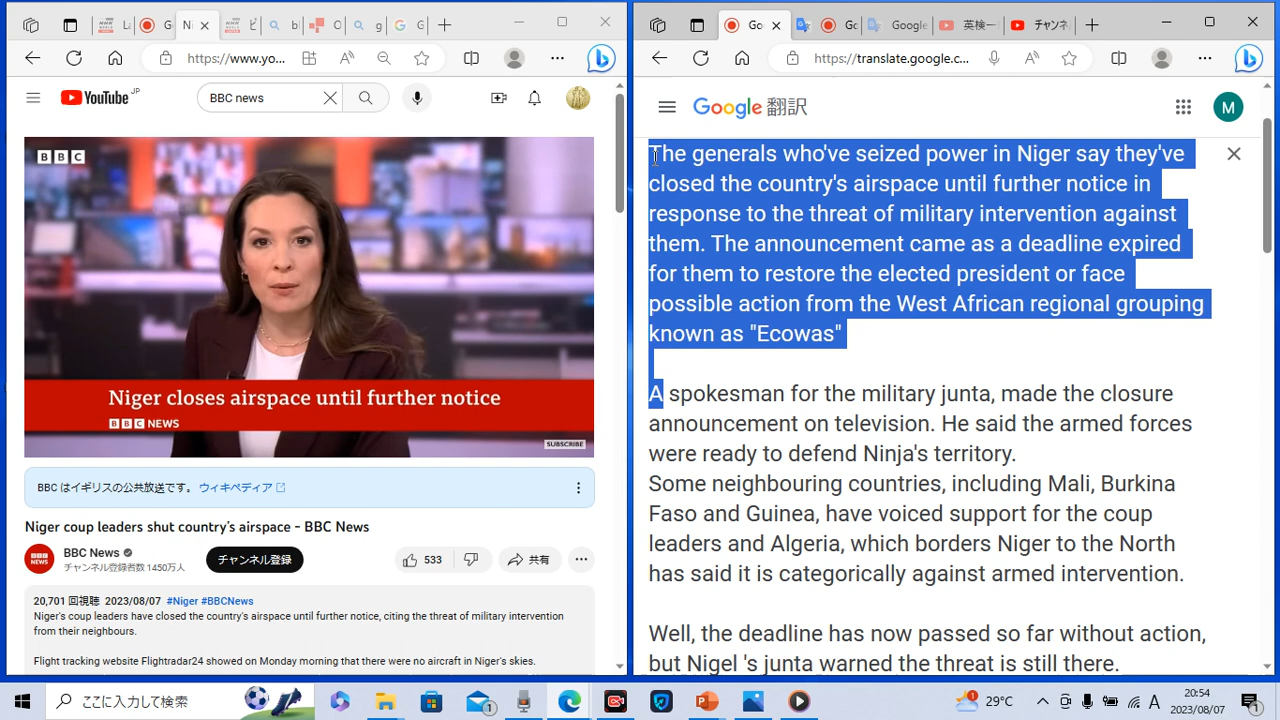 https://www.yo...
YouTube JP
BBC news
BBC
Niger closes airspace until further notice
BBC NEWS
SUBSCRIBE
BBC はイギリスの公共放送です。 ウィキペディア
Niger coup leaders shut country's airspace - BBC News
BBC NEWS
BBC News
チャンネル登録者数 1450万人
チャンネル登録
533
共有
20,701 回視聴 2023/08/07 #Niger #BBCNews
Niger's coup leaders have closed the country's airspace until further notice, citing the threat of military intervention
from their neighbours.
Flight tracking website Flightradar24 showed on Monday morning that there were no aircraft in Niger's skies.
Go
Go
Google
英検一
チャンネ
https://translate.google.c...
Google 翻訳
M
The generals who've seized power in Niger say they've
closed the country's airspace until further notice in
response to the threat of military intervention against
them. The announcement came as a deadline expired
for them to restore the elected president or face
possible action from the West African regional grouping
known as "Ecowas"
A spokesman for the military junta, made the closure
announcement on television. He said the armed forces
were ready to defend Ninja's territory.
Some neighbouring countries, including Mali, Burkina
Faso and Guinea, have voiced support for the coup
leaders and Algeria, which borders Niger to the North
has said it is categorically against armed intervention.
Well, the deadline has now passed so far without action,
but Nigel 's junta warned the threat is still there.
ここに入力して検索
29°C
A
20:54
2023/08/07